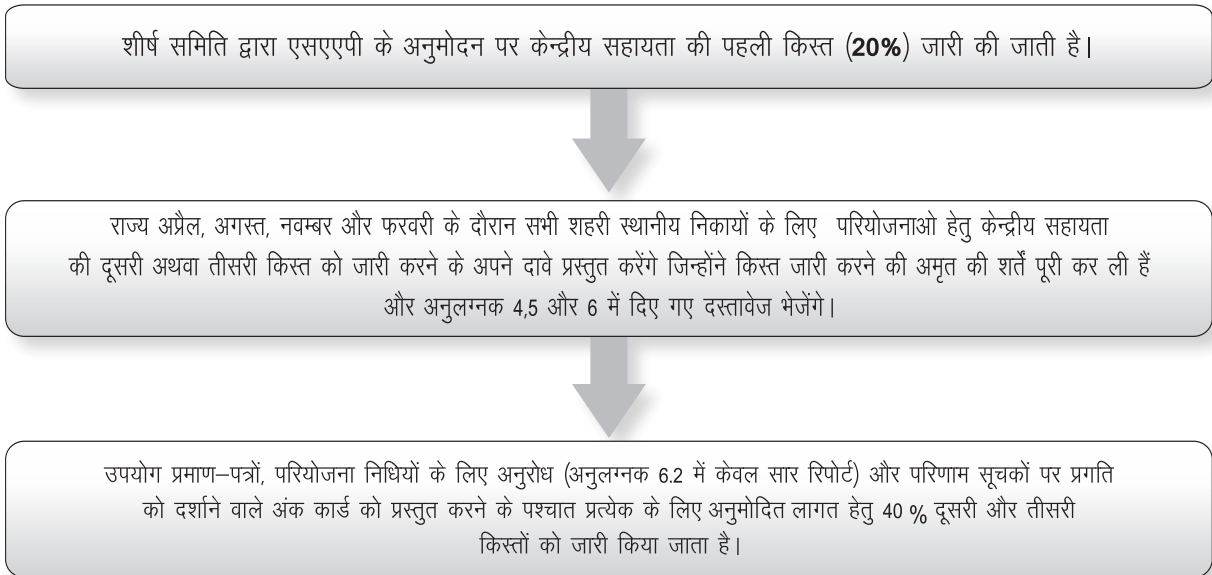 शीर्ष समिति द्वारा एसएएपी के अनुमोदन पर केन्द्रीय सहायता की पहली किस्त (20%) जारी की जाती है।
राज्य अप्रैल, अगस्त, नवम्बर और फरवरी के दौरान सभी शहरी स्थानीय निकायों के लिए परियोजनाओ हेतु केन्द्रीय सहायता
की दूसरी अथवा तीसरी किस्त को जारी करने के अपने दावे प्रस्तुत करेंगे जिन्होंने किस्त जारी करने की अमृत की शर्तें पूरी कर ली हैं
और अनुलग्नक 4,5 और 6 में दिए गए दस्तावेज भेजेंगे।
उपयोग प्रमाण–पत्रों, परियोजना निधियों के लिए अनुरोध (अनुलग्नक 6.2 में केवल सार रिपोर्ट) और परिणाम सूचकों पर प्रगति
को दर्शाने वाले अंक कार्ड को प्रस्तुत करने के पश्चात प्रत्येक के लिए अनुमोदित लागत हेतु 40 % दूसरी और तीसरी
किस्तों को जारी किया जाता है।